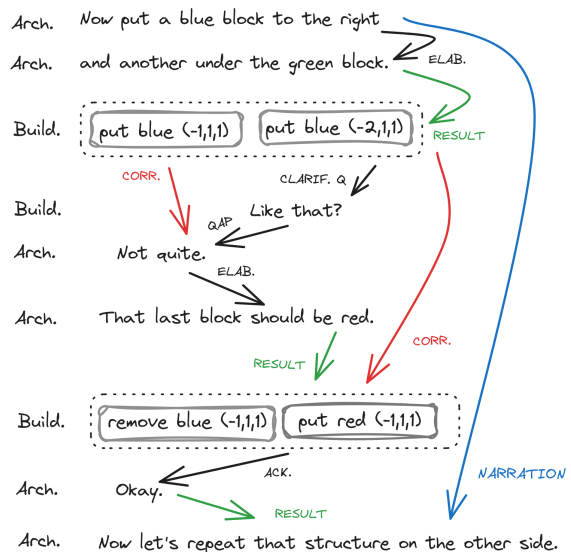 Arch. Now put a blue block to the right
Arch. and another under the green block.
ELAB.
Build. put blue (-1,1,1) put blue (-2,1,1)
RESULT
CORR.
CLARIF. Q
Build. Like that?
QAP
Arch. Not quite.
ELAB.
Arch. That last block should be red.
CORR.
RESULT
Build. remove blue (-1,1,1) put red (-1,1,1)
ACK.
NARRATION
Arch. Okay.
RESULT
Arch. Now let's repeat that structure on the other side.